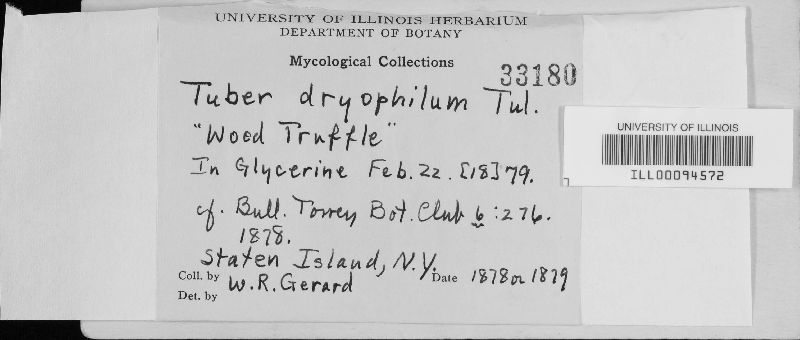 UNIVERSITY OF ILLINOIS HERBARIUM
DEPARTMENT OF BOTANY
Mycological Collections
33180
Tuber dryophilum Tul.
"Wood Truffle"
In Glycerine Feb. 22. [18]79.
cf. Bull. Torrey Bot. Club 6:276.
1878.
Staten Island, N.Y.
Coll. by W.R. Gerard Date 1878 or 1879
Det. by
UNIVERSITY OF ILLINOIS
ILL00094572